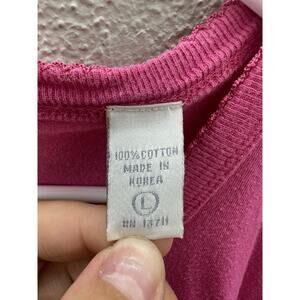 100% COTTON
MADE IN
KOREA
L
RN 13711